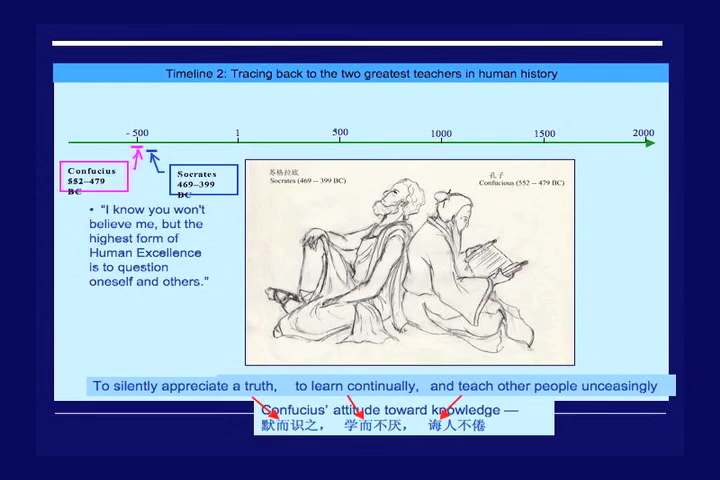 Timeline 2: Tracing back to the two greatest teachers in human history
- 500 1 500 1000 1500 2000
Confucius
552–479
BC
Socrates
469–399
BC
苏格拉底
Socrates (469 -- 399 BC)
孔子
Confucious (552 -- 479 BC)
• “I know you won't
believe me, but the
highest form of
Human Excellence
is to question
oneself and others.”
To silently appreciate a truth, to learn continually, and teach other people unceasingly
Confucius’ attitude toward knowledge —
默而识之， 学而不厌， 诲人不倦